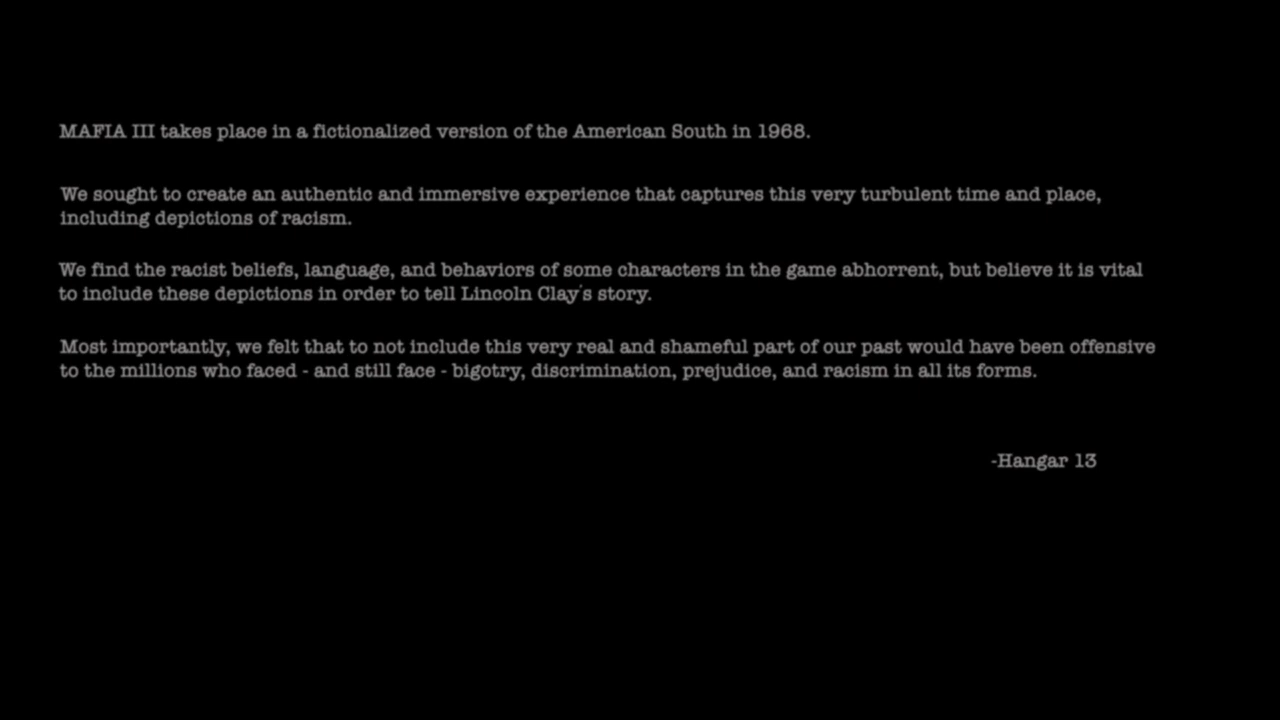 MAFIA III takes place in a fictionalized version of the American South in 1968.
We sought to create an authentic and immersive experience that captures this very turbulent time and place,
including depictions of racism.
We find the racist beliefs, language, and behaviors of some characters in the game abhorrent, but believe it is vital
to include these depictions in order to tell Lincoln Clay's story.
Most importantly, we felt that to not include this very real and shameful part of our past would have been offensive
to the millions who faced - and still face - bigotry, discrimination, prejudice, and racism in all its forms.
-Hangar 13